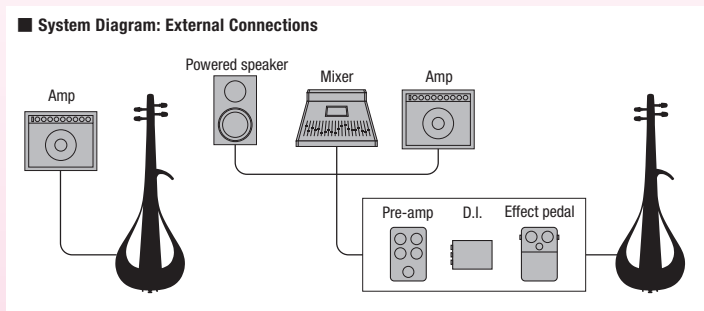 ■ System Diagram: External Connections
Powered speaker
Mixer
Amp
Amp
Pre-amp
D.I.
Effect pedal